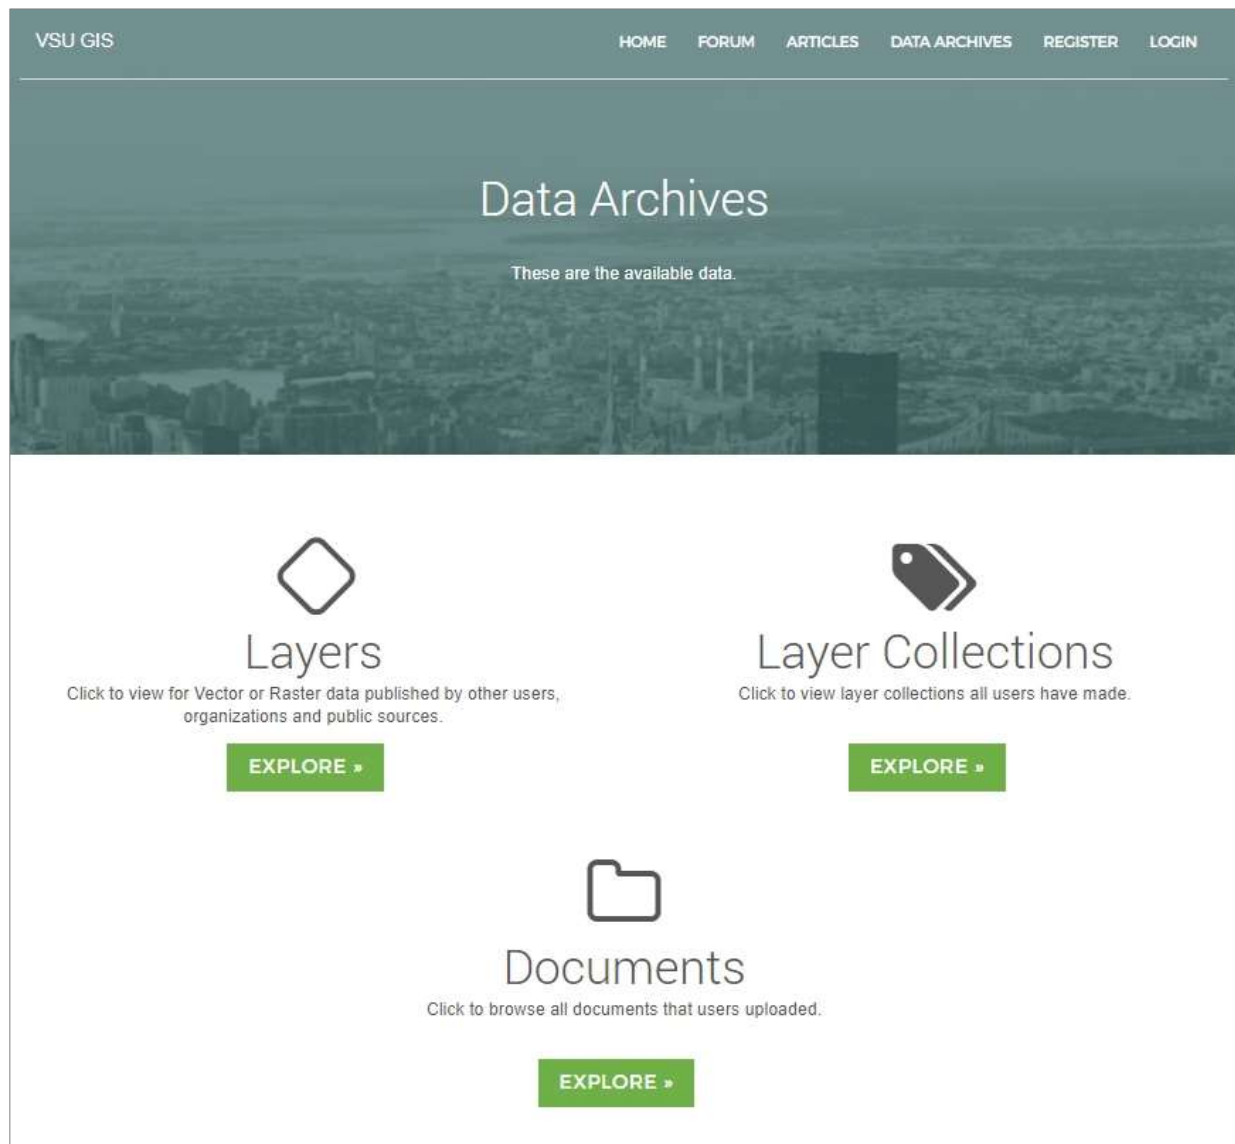 VSU GIS
HOME FORUM ARTICLES DATA ARCHIVES REGISTER LOGIN
Data Archives
These are the available data.
Layers
Click to view for Vector or Raster data published by other users,
organizations and public sources.
EXPLORE »
Layer Collections
Click to view layer collections all users have made.
EXPLORE »
Documents
Click to browse all documents that users uploaded.
EXPLORE »